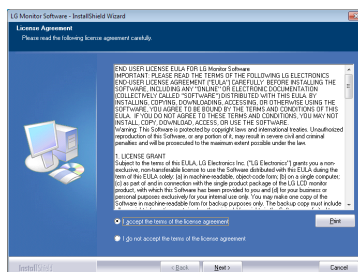 LG Monitor Software - InstallShield Wizard
License Agreement
Please read the following license agreement carefully.
END USER LICENSE EULA FOR LG Monitor Software
IMPORTANT: PLEASE READ THE TERMS OF THE FOLLOWING LG ELECTRONICS
END-USER LICENSE AGREEMENT ("EULA") CAREFULLY BEFORE INSTALLING THE
SOFTWARE, INCLUDING ANY "ONLINE" OR ELECTRONIC DOCUMENTATION
(COLLECTIVELY CALLED "SOFTWARE") DISTRIBUTED WITH THIS EULA. BY
INSTALLING, COPYING, DOWNLOADING, ACCESSING, OR OTHERWISE USING THE
SOFTWARE, YOU AGREE TO BE BOUND BY THE TERMS AND CONDITIONS OF THIS
EULA. IF YOU DO NOT AGREE TO THESE TERMS AND CONDITIONS, YOU MAY NOT
INSTALL, COPY, DOWNLOAD, ACCESS, OR USE THE SOFTWARE.
Warning: This Software is protected by copyright laws and international treaties. Unauthorized
reproduction of this Software, or any portion of it, may result in severe civil and criminal
penalties and will be prosecuted to the maximum extent possible under the law.
1. LICENSE GRANT
Subject to the terms of this EULA, LG Electronics Inc. ("LG Electronics") grants you a non-
exclusive, non-transferable license to use the Software distributed with this EULA during the
term of this EULA only: (a) in machine-readable, object-code form; (b) on a single computer;
(c) as part of and in connection with the single product package of the LG LCD monitor
product, with which this Software has been provided to you and (d) for your business or
personal purposes exclusively for your internal use only. You may make one copy of the
Software in machine-readable form for backup purposes only. The backup copy must include
I accept the terms of the license agreement
Print
I do not accept the terms of the license agreement
InstallShield
< Back
Next >
Cancel